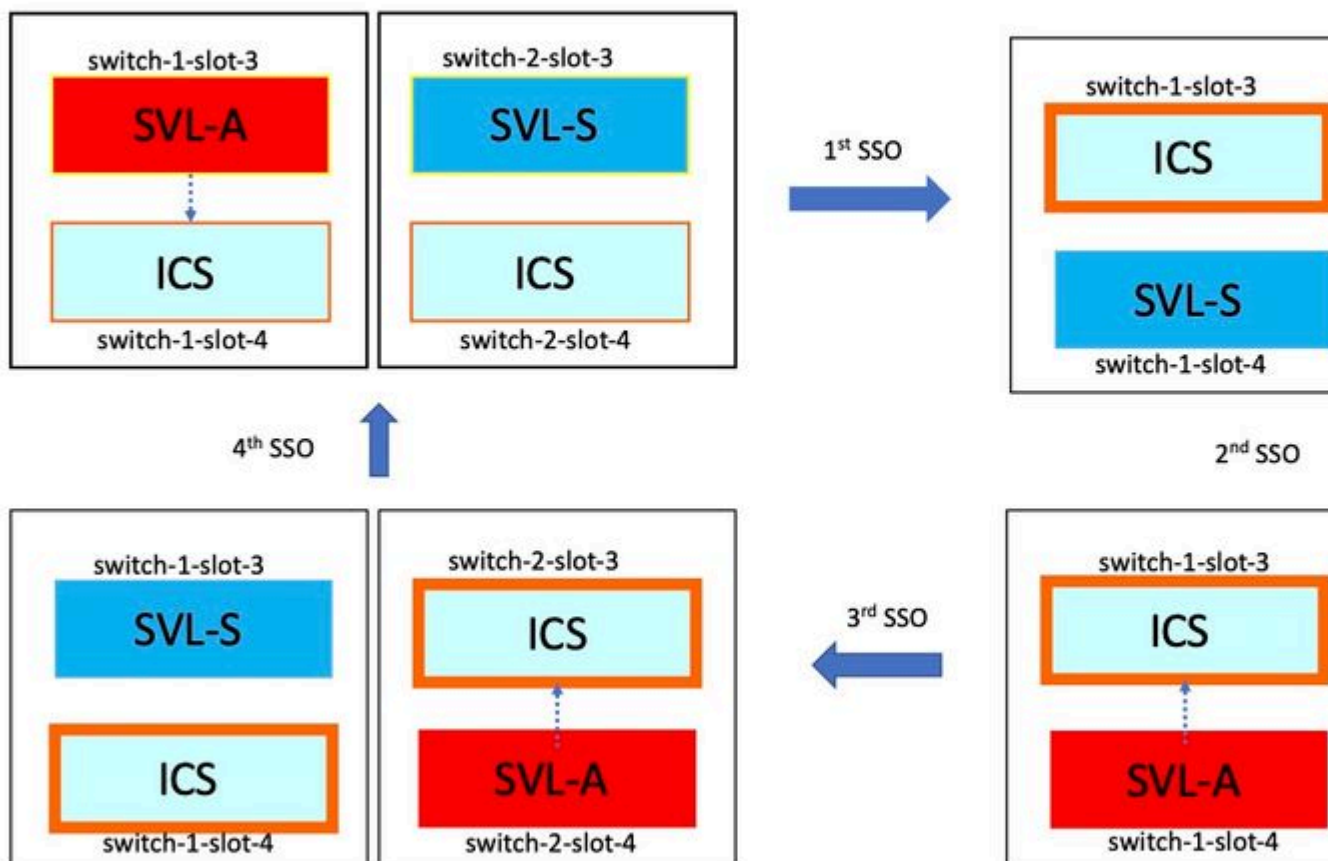 switch-1-slot-3
SVL-A
ICS
switch-1-slot-4
switch-2-slot-3
SVL-S
ICS
switch-2-slot-4
1st SSO
switch-1-slot-3
ICS
SVL-S
switch-1-slot-4
2nd SSO
switch-1-slot-3
ICS
SVL-A
switch-1-slot-4
3rd SSO
switch-2-slot-3
ICS
SVL-A
switch-2-slot-4
switch-1-slot-3
SVL-S
ICS
switch-1-slot-4
4th SSO